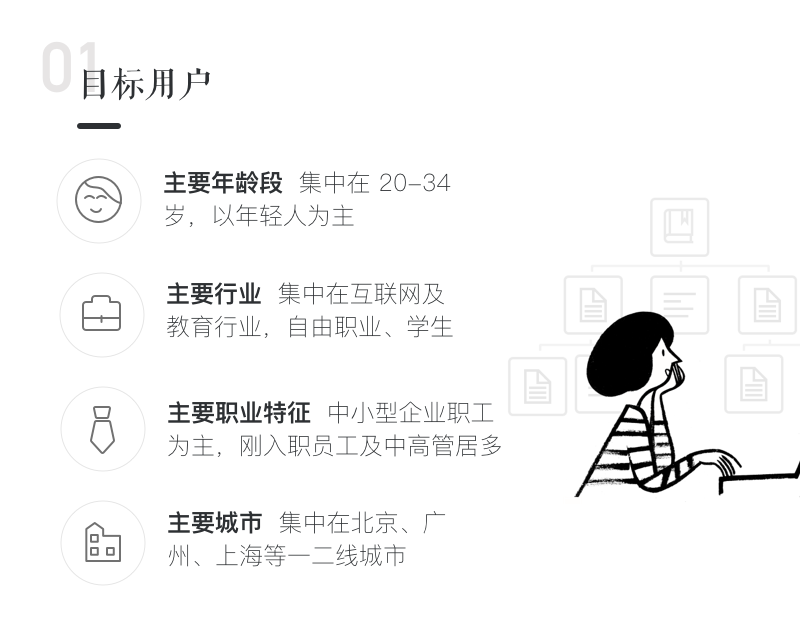 01
目标用户
主要年龄段 集中在 20-34
岁，以年轻人为主
主要行业 集中在互联网及
教育行业，自由职业、学生
主要职业特征 中小型企业职工
为主，刚入职员工及中高管居多
主要城市 集中在北京、广
州、上海等一二线城市